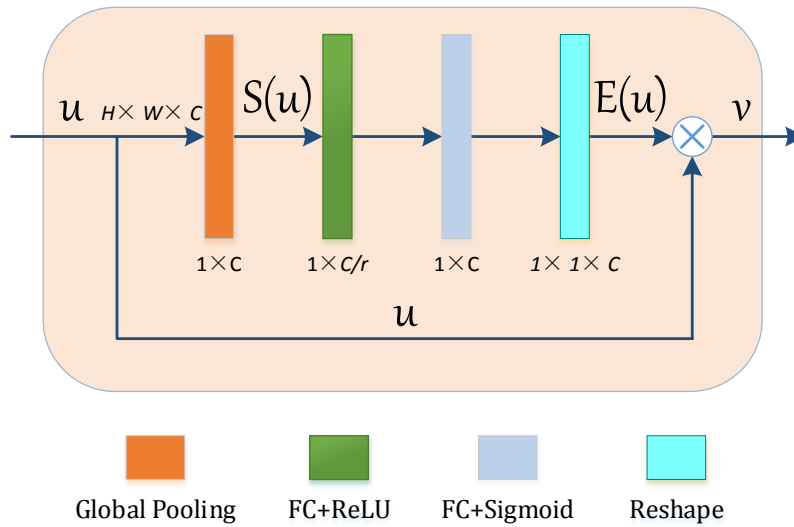 u H× W× C S(u) E(u) v
1×C 1×C/r 1×C 1× 1× C
u
Global Pooling FC+ReLU FC+Sigmoid Reshape